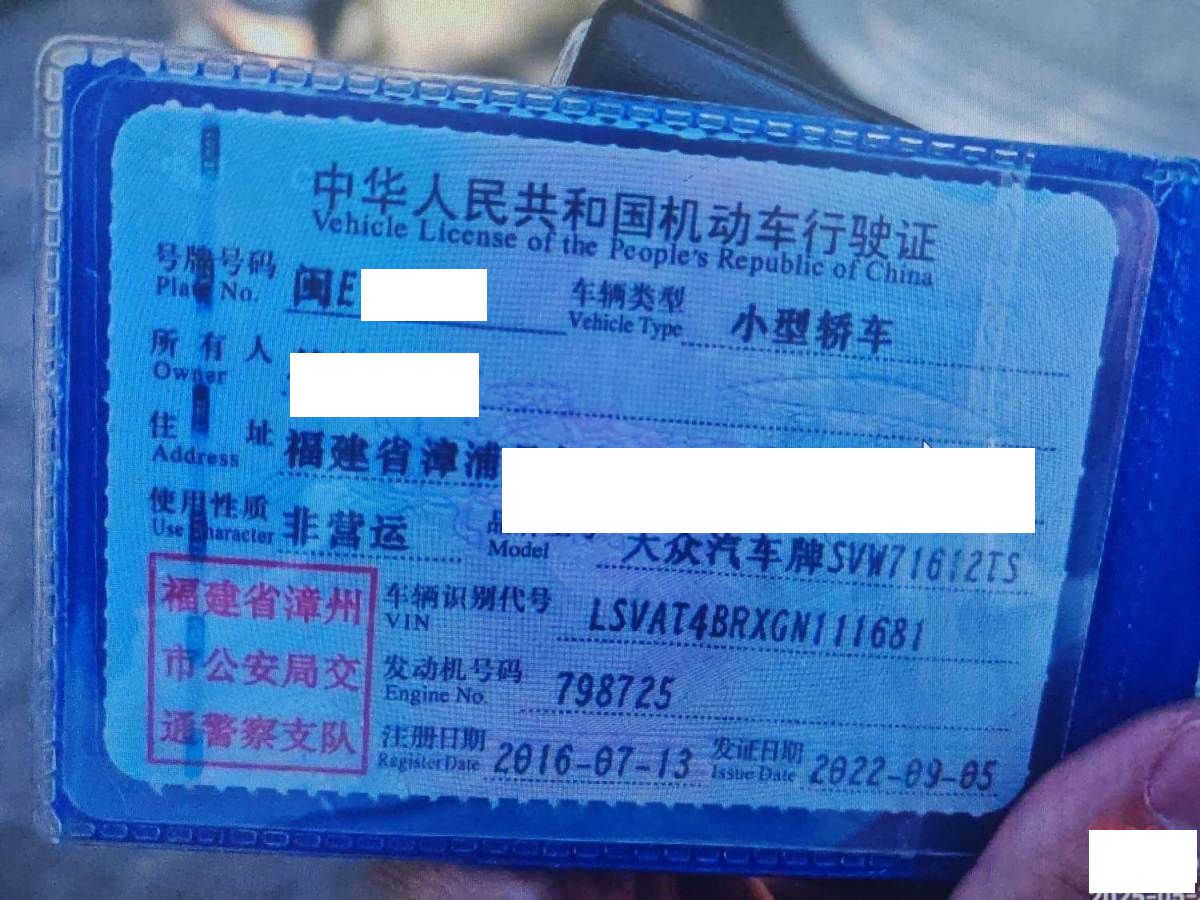 中华人民共和国机动车行驶证
Vehicle License of the People's Republic of China
号牌号码 闽E 车辆类型 小型轿车
Plate No. Vehicle Type
所有人
Owner
住址 福建省漳浦
Address
使用性质 非营运
Use Character Model 大众汽车牌SVW71612TS
福建省漳州
市公安局交
通警察支队
车辆识别代号 LSVAT4BRXGN111681
VIN
发动机号码 798725
Engine No.
注册日期 2016-07-13 发证日期 2022-09-05
Register Date Issue Date